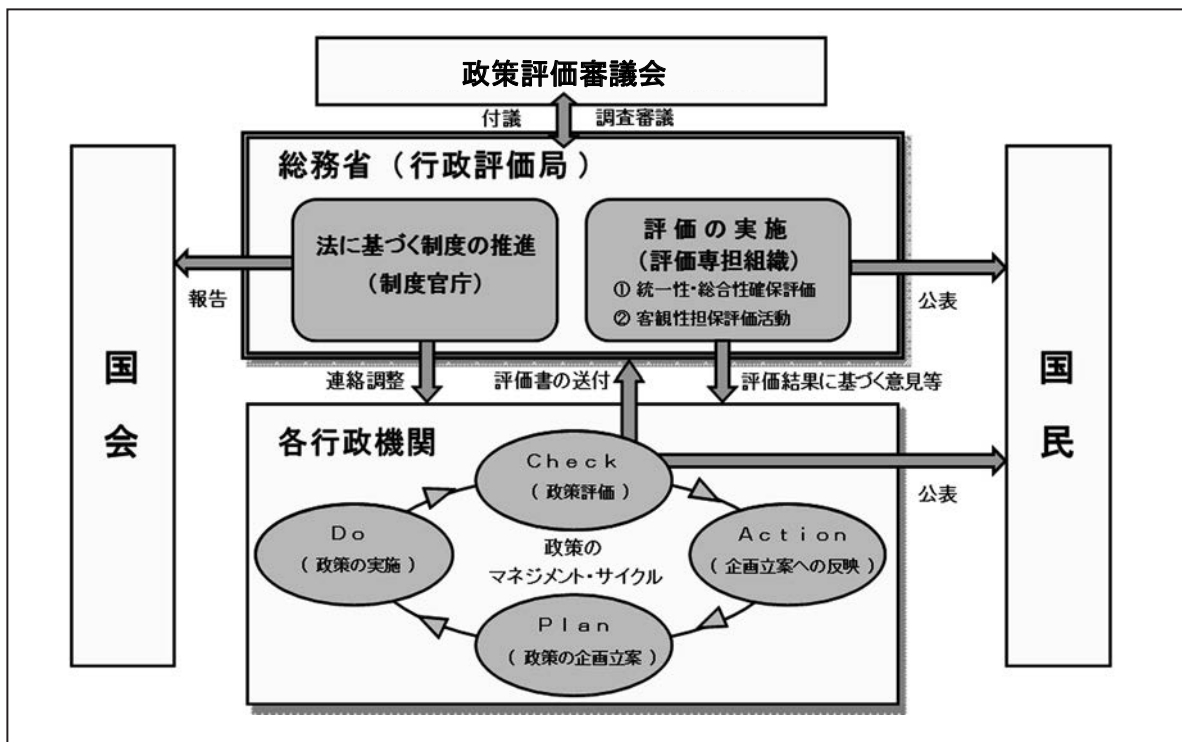 政策評価審議会
付議 調査審議
総務省(行政評価局)
法に基づく制度の推進
(制度官庁)
評価の実施
(評価専担組織)
① 統一性・総合性確保評価
② 客観性担保評価活動
報告
公表
国会
国民
連絡調整
評価書の送付
評価結果に基づく意見等
各行政機関
Check
(政策評価)
公表
Do
(政策の実施)
政策の
マネジメント・サイクル
Action
(企画立案への反映)
Plan
(政策の企画立案)